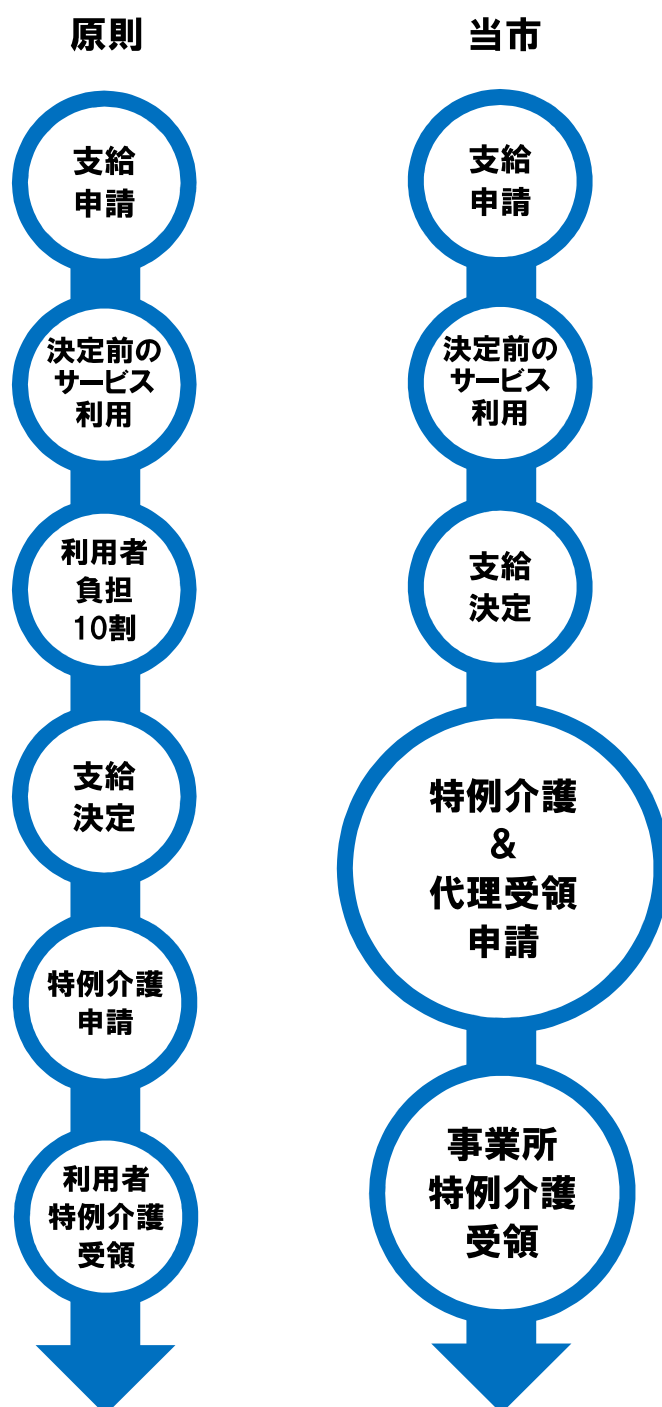 原則
支給
申請
決定前の
サービス
利用
利用者
負担
10割
支給
決定
特例介護
申請
利用者
特例介護
受領
当市
支給
申請
決定前の
サービス
利用
支給
決定
特例介護
&
代理受領
申請
事業所
特例介護
受領